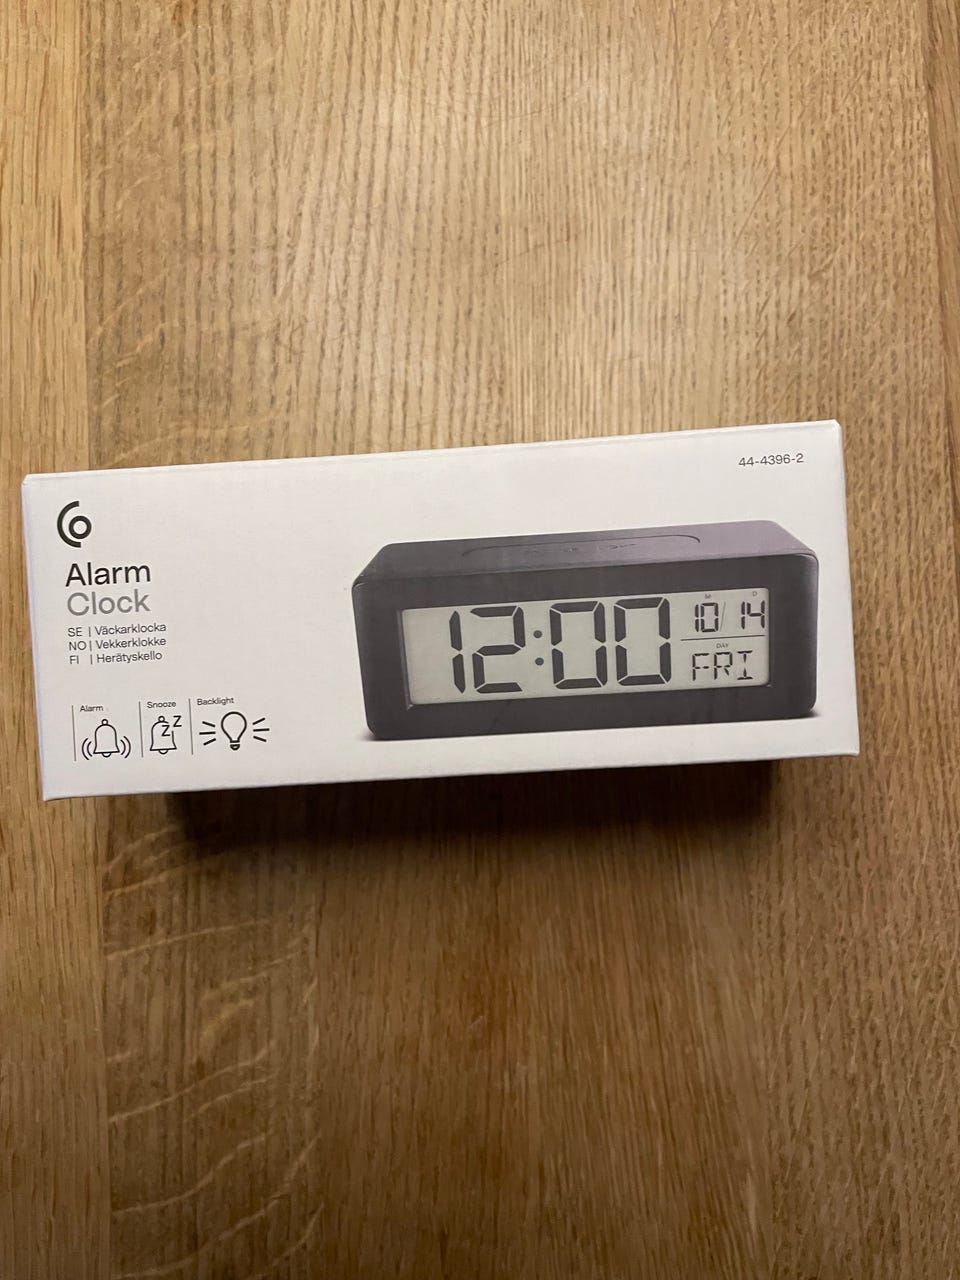 44-4396-2
Alarm
Clock
SE | Väckarklocka
NO | Vekkerklokke
FI | Herätyskello
Alarm
Snooze
Backlight
Z Z
12:00
M D
10/ 14
DAY
FRI